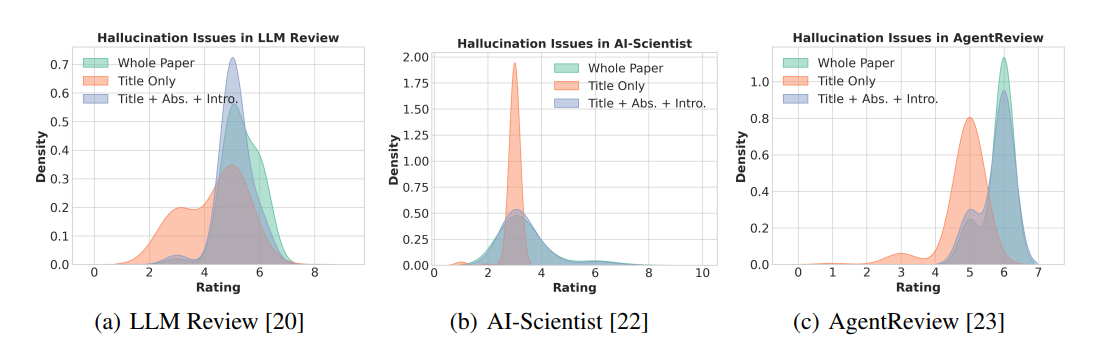 Hallucination Issues in LLM Review
Whole Paper
Title Only
Title + Abs. + Intro.
Density
0.7
0.6
0.5
0.4
0.3
0.2
0.1
0.0
0 2 4 6 8
Rating
(a) LLM Review [20]
Hallucination Issues in AI-Scientist
Whole Paper
Title Only
Title + Abs. + Intro.
Density
2.00
1.75
1.50
1.25
1.00
0.75
0.50
0.25
0.00
0 2 4 6 8 10
Rating
(b) AI-Scientist [22]
Hallucination Issues in AgentReview
Whole Paper
Title Only
Title + Abs. + Intro.
Density
1.0
0.8
0.6
0.4
0.2
0.0
0 1 2 3 4 5 6 7
Rating
(c) AgentReview [23]